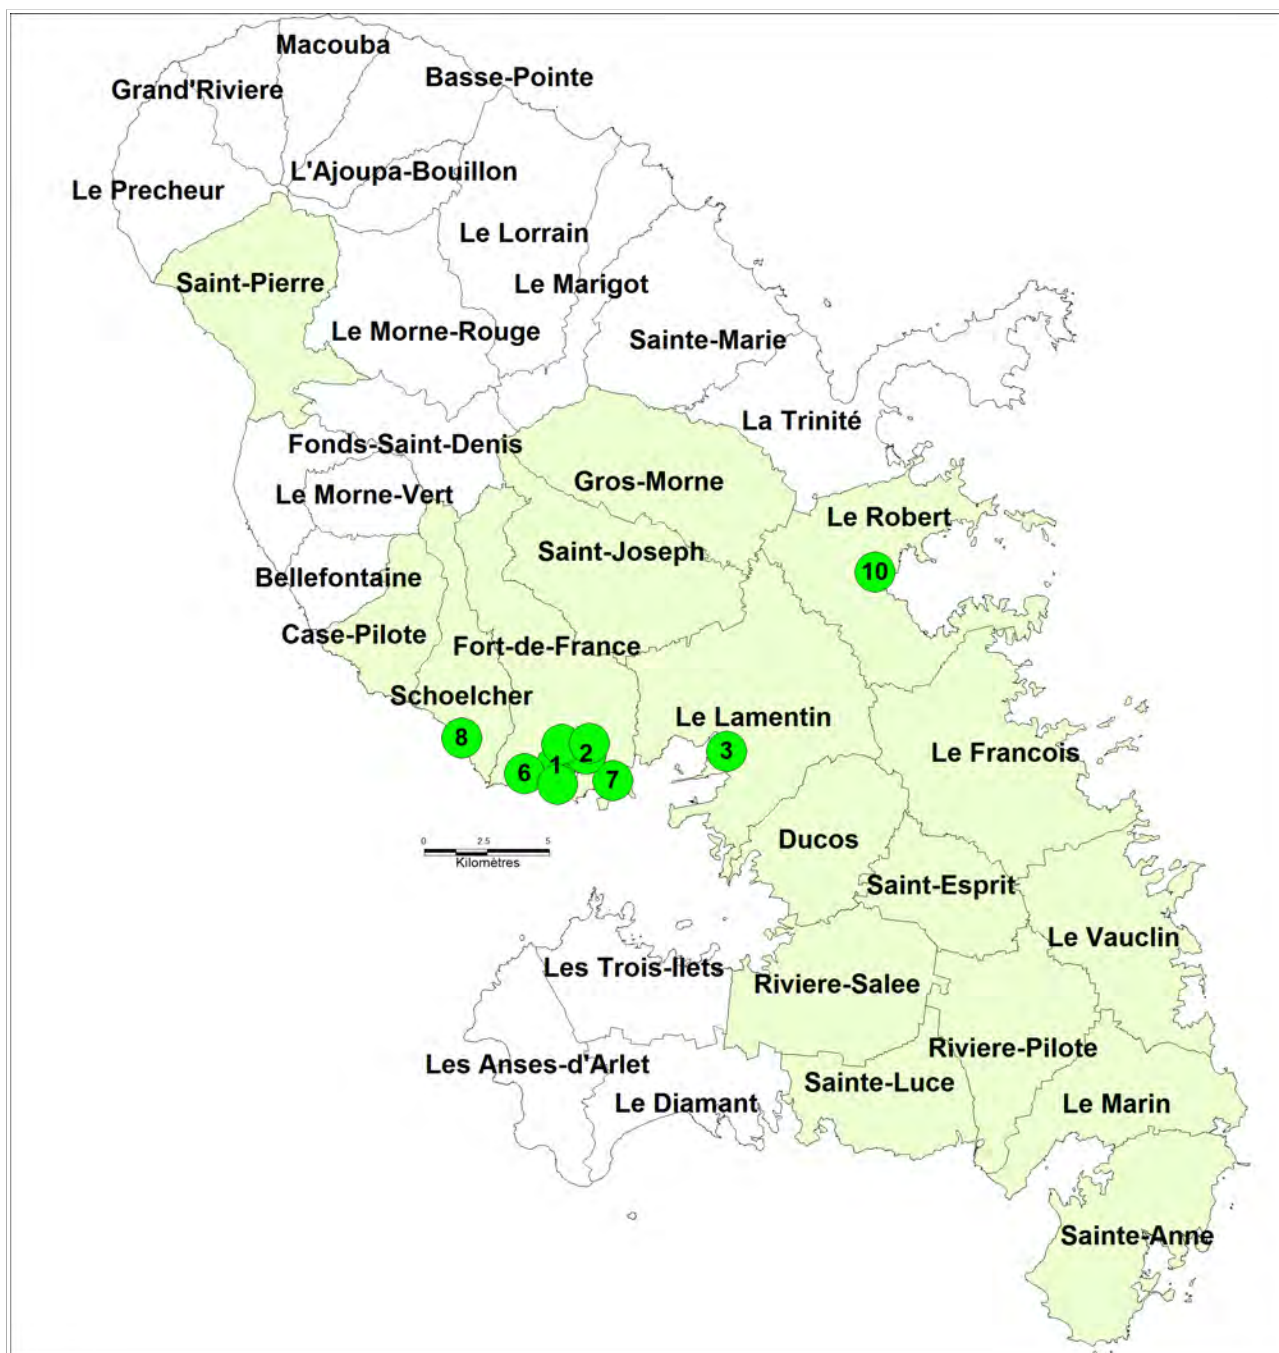 Macouba
Basse-Pointe
Grand'Riviere
L'Ajoupa-Bouillon
Le Precheur
Le Lorrain
Saint-Pierre
Le Marigot
Le Morne-Rouge
Sainte-Marie
La Trinité
Fonds-Saint-Denis
Gros-Morne
Le Morne-Vert
Le Robert
Saint-Joseph
10
Bellefontaine
Case-Pilote
Fort-de-France
Schoelcher
Le Lamentin
8
2
3
Le Francois
1
6
7
0 2.5 5
Kilomètres
Ducos
Saint-Esprit
Le Vauclin
Les Trois-Ilets
Riviere-Salee
Riviere-Pilote
Les Anses-d'Arlet
Sainte-Luce
Le Diamant
Le Marin
Sainte-Anne